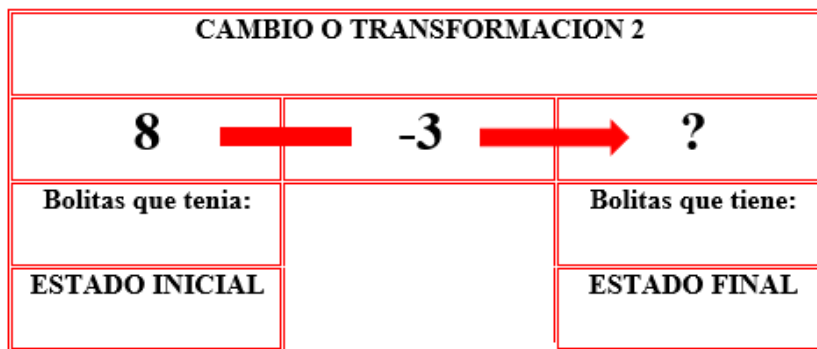 CAMBIO O TRANSFORMACION 2
8 -3 ?
Bolitas que tenia: Bolitas que tiene:
ESTADO INICIAL ESTADO FINAL